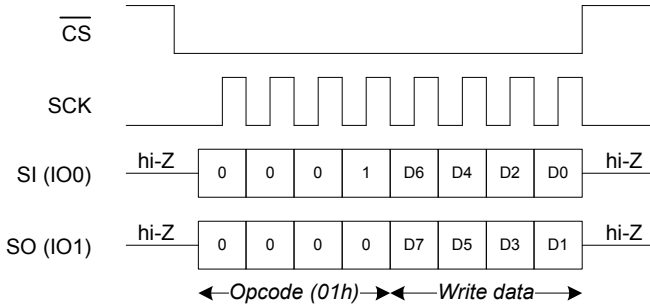 CS
SCK
SI (IO0) hi-Z 0 0 0 1 D6 D4 D2 D0 hi-Z
SO (IO1) hi-Z 0 0 0 0 D7 D5 D3 D1 hi-Z
Opcode (01h) Write data